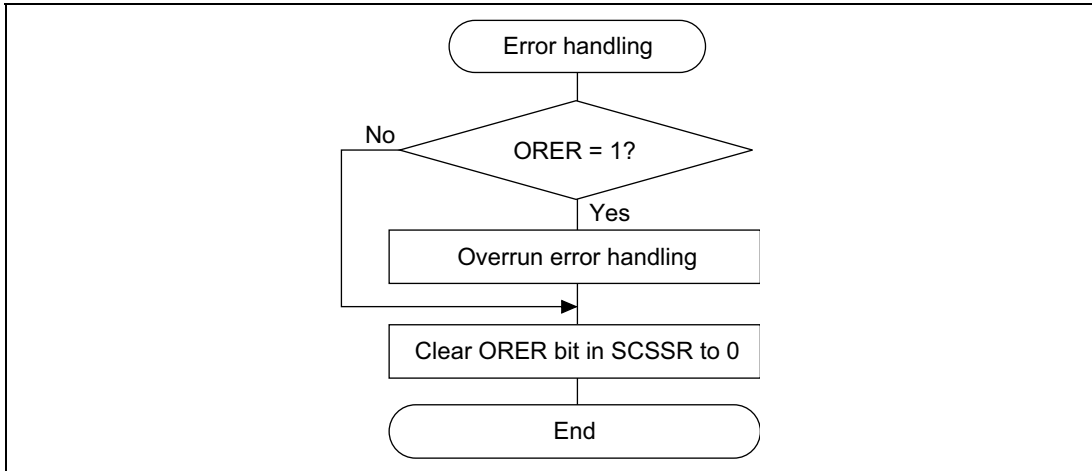 Error handling
No
ORER = 1?
Yes
Overrun error handling
Clear ORER bit in SCSSR to 0
End